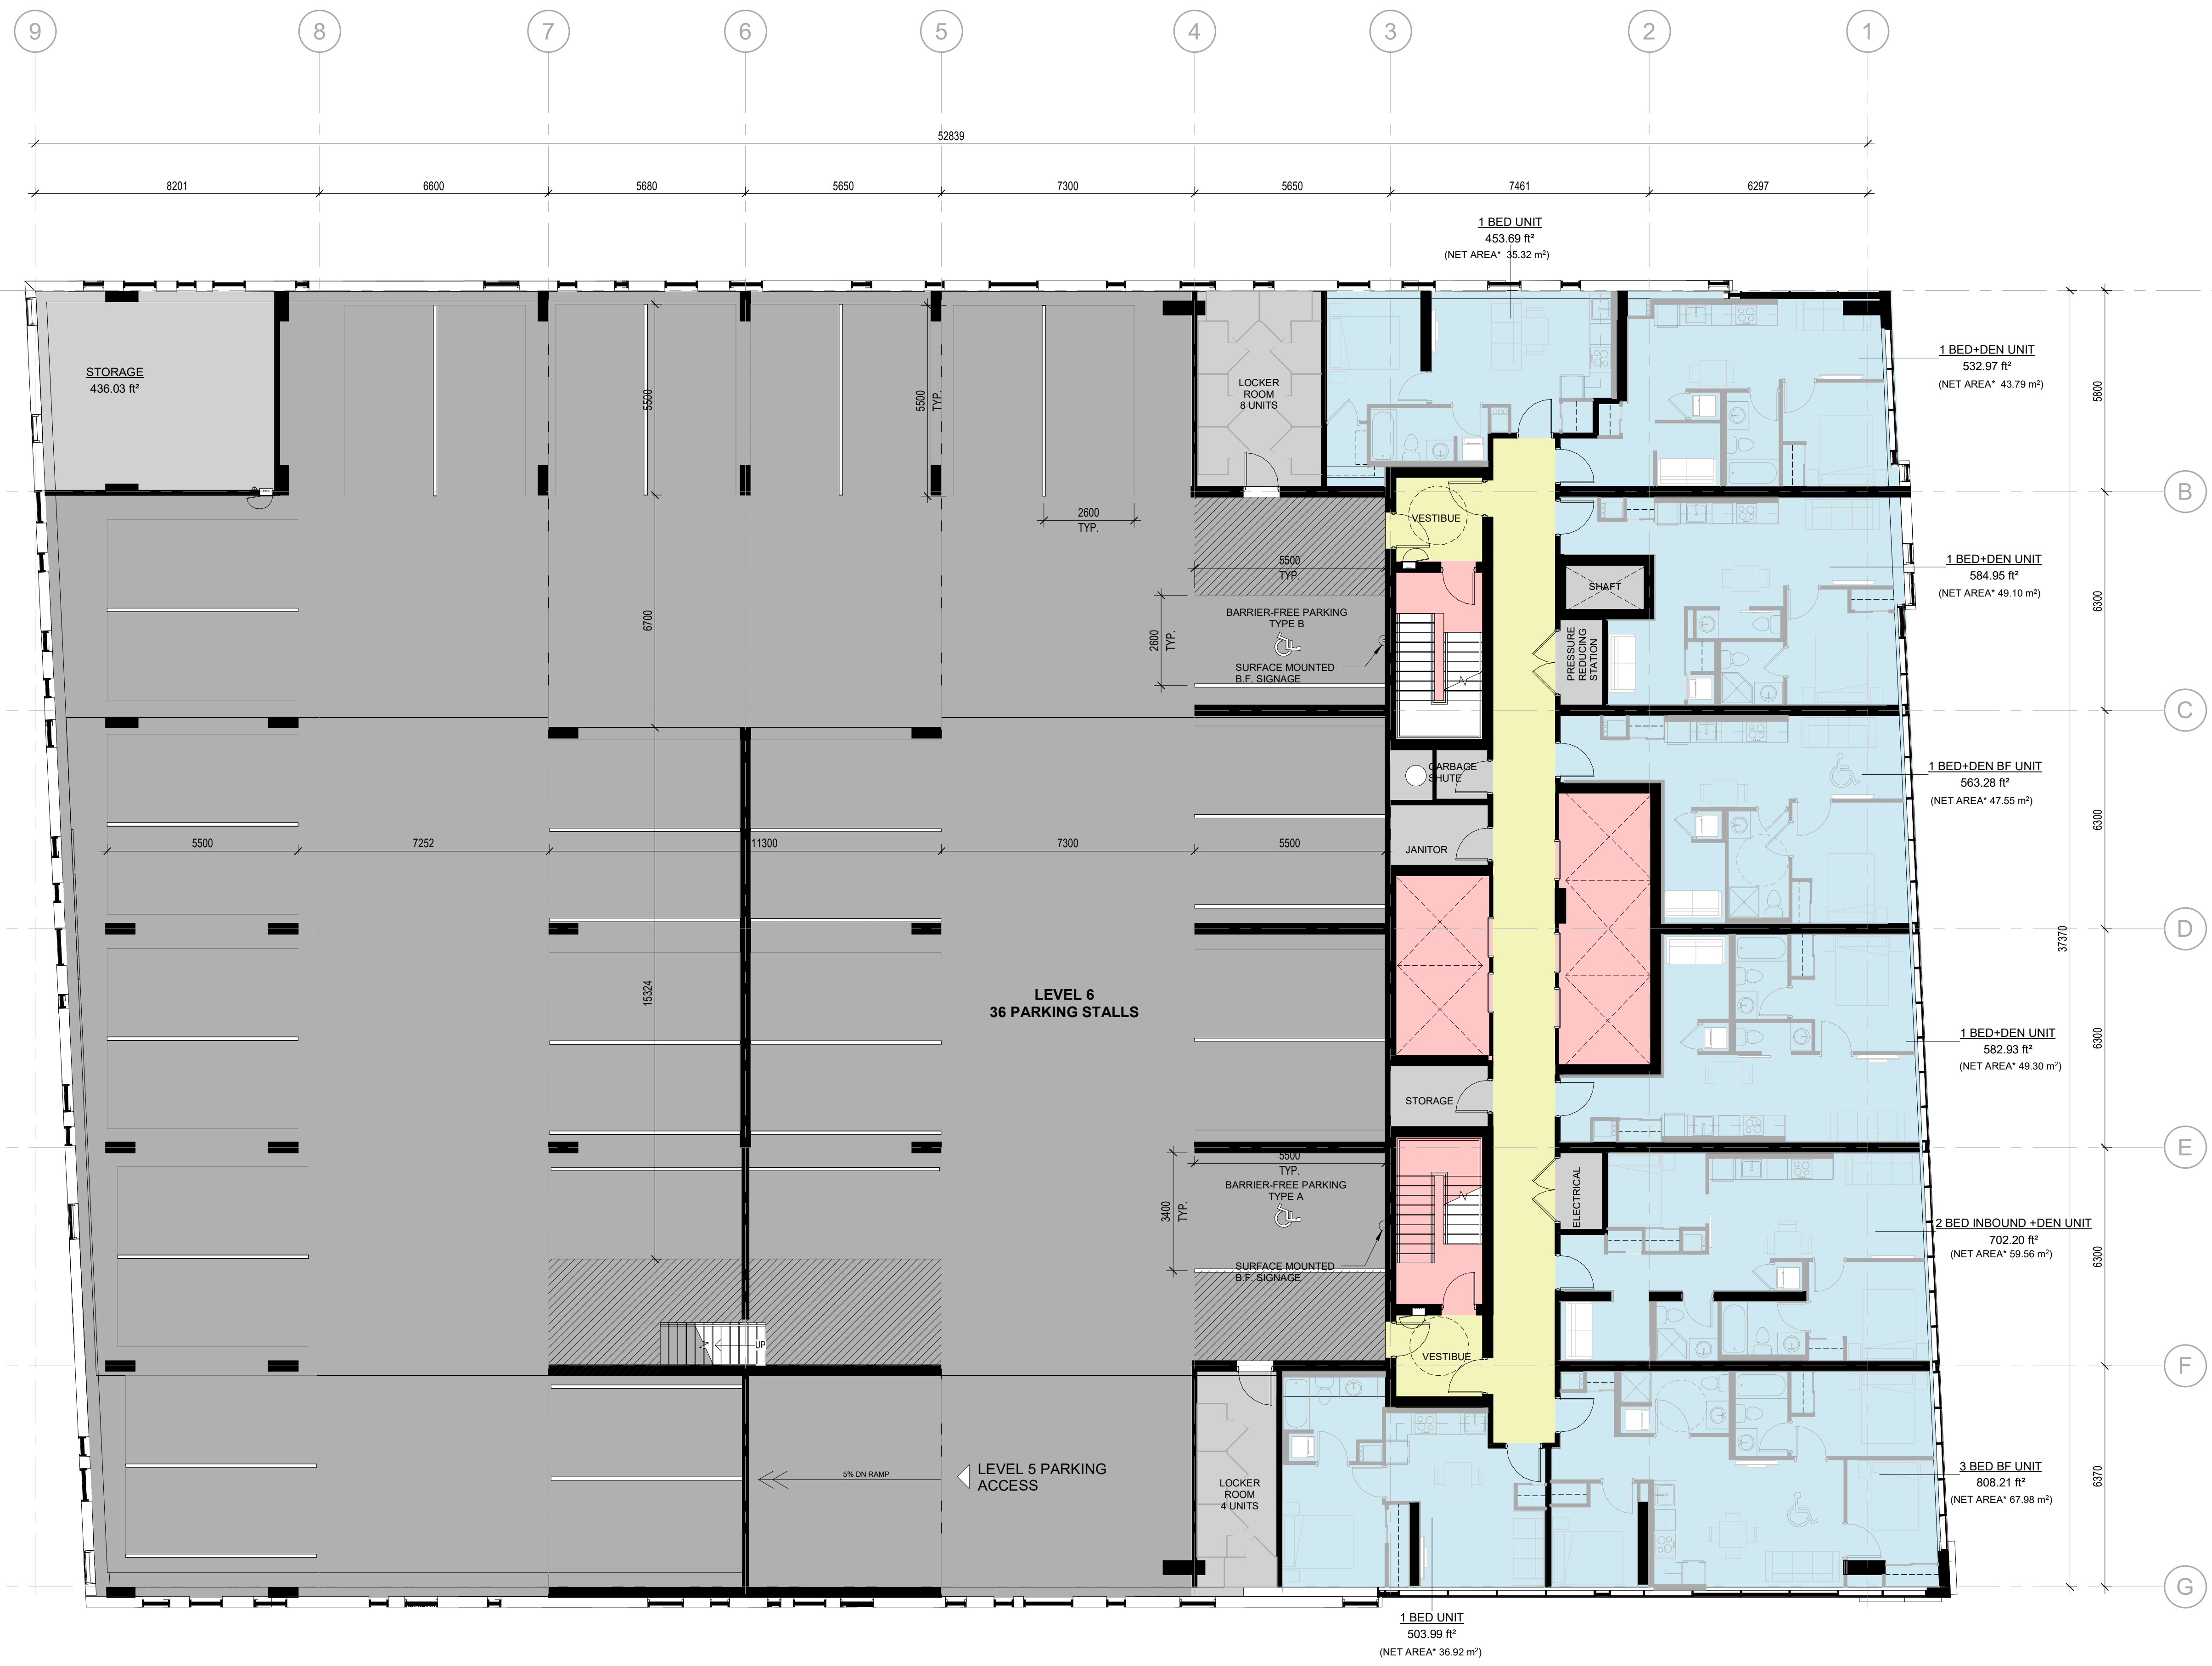 9
8
7
6
5
4
3
2
1
52839
8201
6600
5680
5650
7300
5650
7461
6297
1 BED UNIT
453.69 ft²
(NET AREA* 35.32 m²)
STORAGE
436.03 ft²
5500
5500
TYP.
LOCKER
ROOM
8 UNITS
1 BED+DEN UNIT
532.97 ft²
(NET AREA* 43.79 m²)
5800
B
2600
TYP.
VESTIBUE
5500
TYP.
SHAFT
1 BED+DEN UNIT
584.95 ft²
(NET AREA* 49.10 m²)
6300
6700
2600
TYP.
BARRIER-FREE PARKING
TYPE B
SURFACE MOUNTED
B.F. SIGNAGE
PRESSURE
REDUCING
STATION
C
GARBAGE
SHUTE
1 BED+DEN BF UNIT
563.28 ft²
(NET AREA* 47.55 m²)
6300
5500
7252
11300
7300
5500
JANITOR
D
37370
15324
LEVEL 6
36 PARKING STALLS
1 BED+DEN UNIT
582.93 ft²
(NET AREA* 49.30 m²)
6300
STORAGE
E
5500
TYP.
3400
TYP.
BARRIER-FREE PARKING
TYPE A
SURFACE MOUNTED
B.F. SIGNAGE
ELECTRICAL
2 BED INBOUND +DEN UNIT
702.20 ft²
(NET AREA* 59.56 m²)
6300
UP
VESTIBUE
F
5% DN RAMP
LEVEL 5 PARKING
ACCESS
LOCKER
ROOM
4 UNITS
3 BED BF UNIT
808.21 ft²
(NET AREA* 67.98 m²)
6370
G
1 BED UNIT
503.99 ft²
(NET AREA* 36.92 m²)